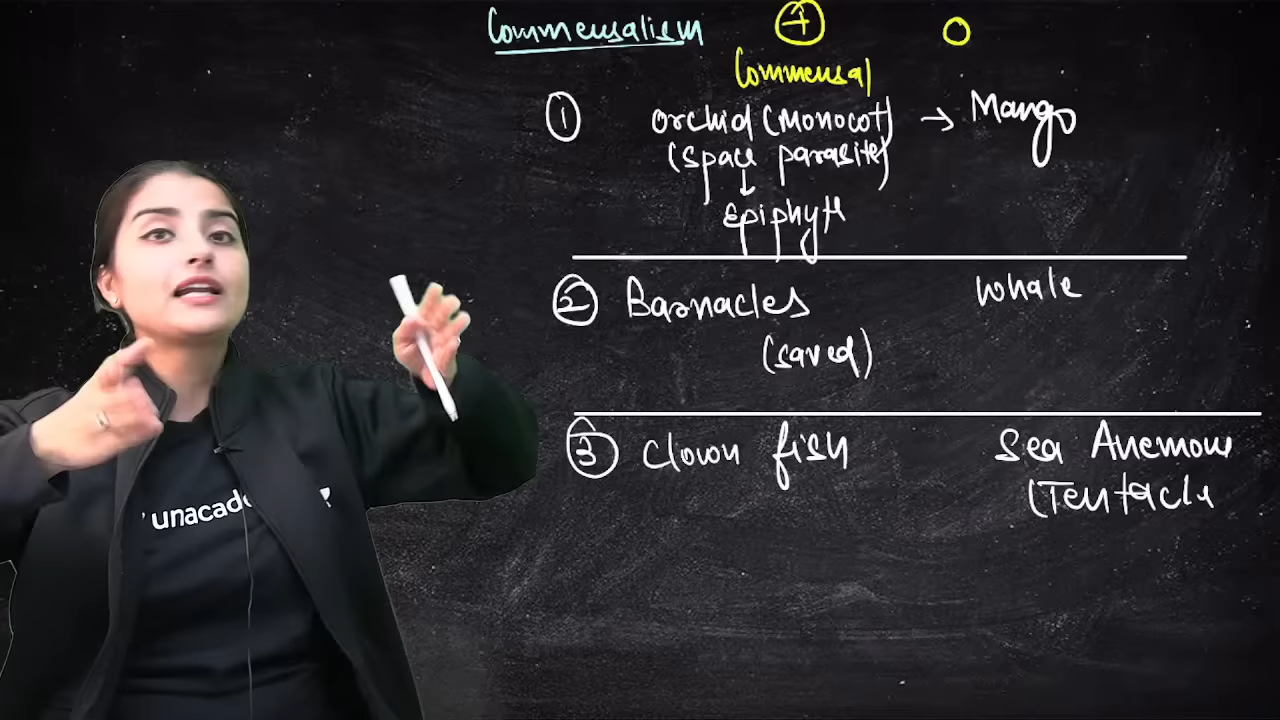 Commensalism + 0
Commensal
① Orchid (Monocot) → Mango
(space parasite)
↓
Epiphyte
② Barnacles whale
(saved)
③ Clown fish Sea Anemone
(Tentacle
unacade